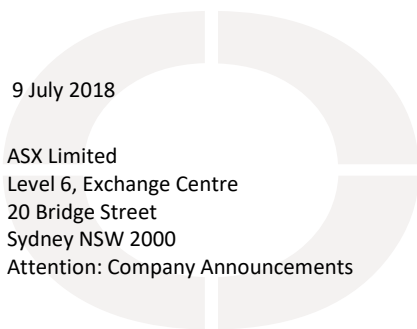 9 July 2018
ASX Limited
Level 6, Exchange Centre
20 Bridge Street
Sydney NSW 2000
Attention: Company Announcements